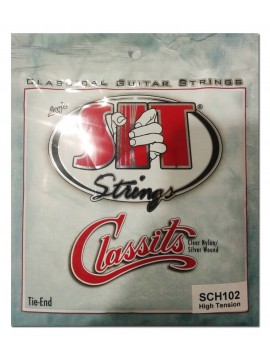 CLASSICAL GUITAR STRINGS
SIT®
Strings
Classits
Clear Nylon/
Silver Wound
Tie-End
SCH102
High Tension